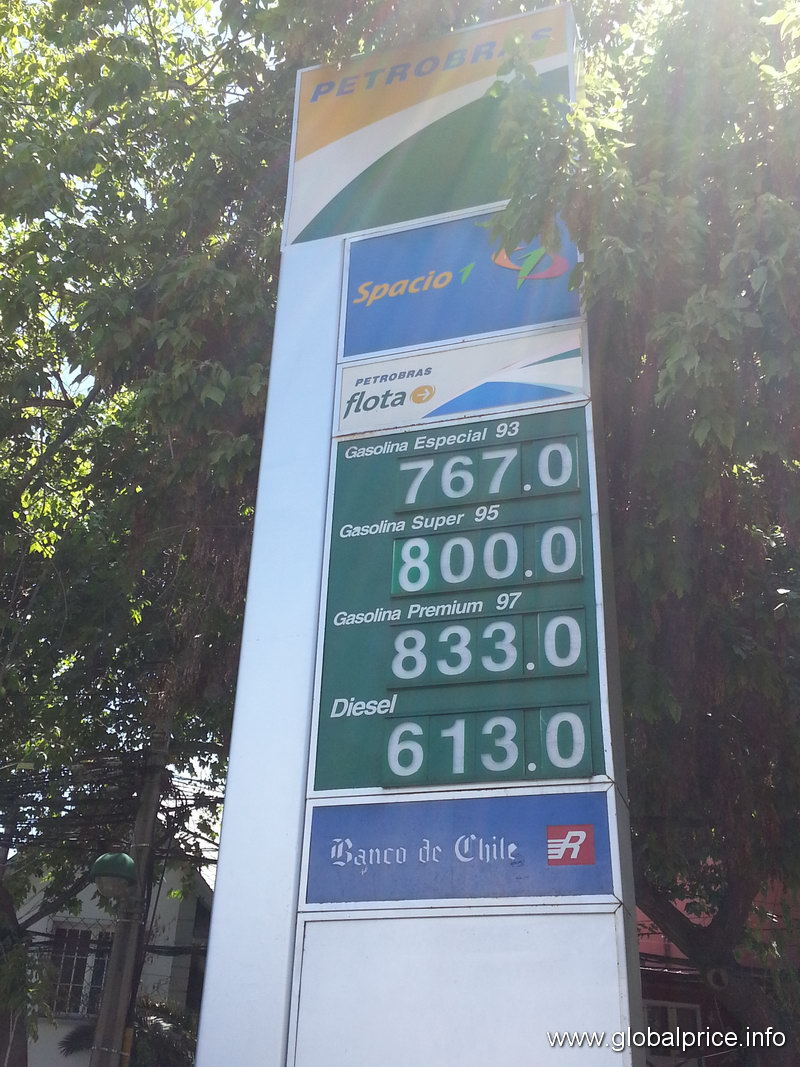 PETROBRAS
Spacio 1
PETROBRAS
flota
Gasolina Especial 93
767.0
Gasolina Super 95
800.0
Gasolina Premium 97
833.0
Diesel
613.0
Banco de Chile
R
www.globalprice.info